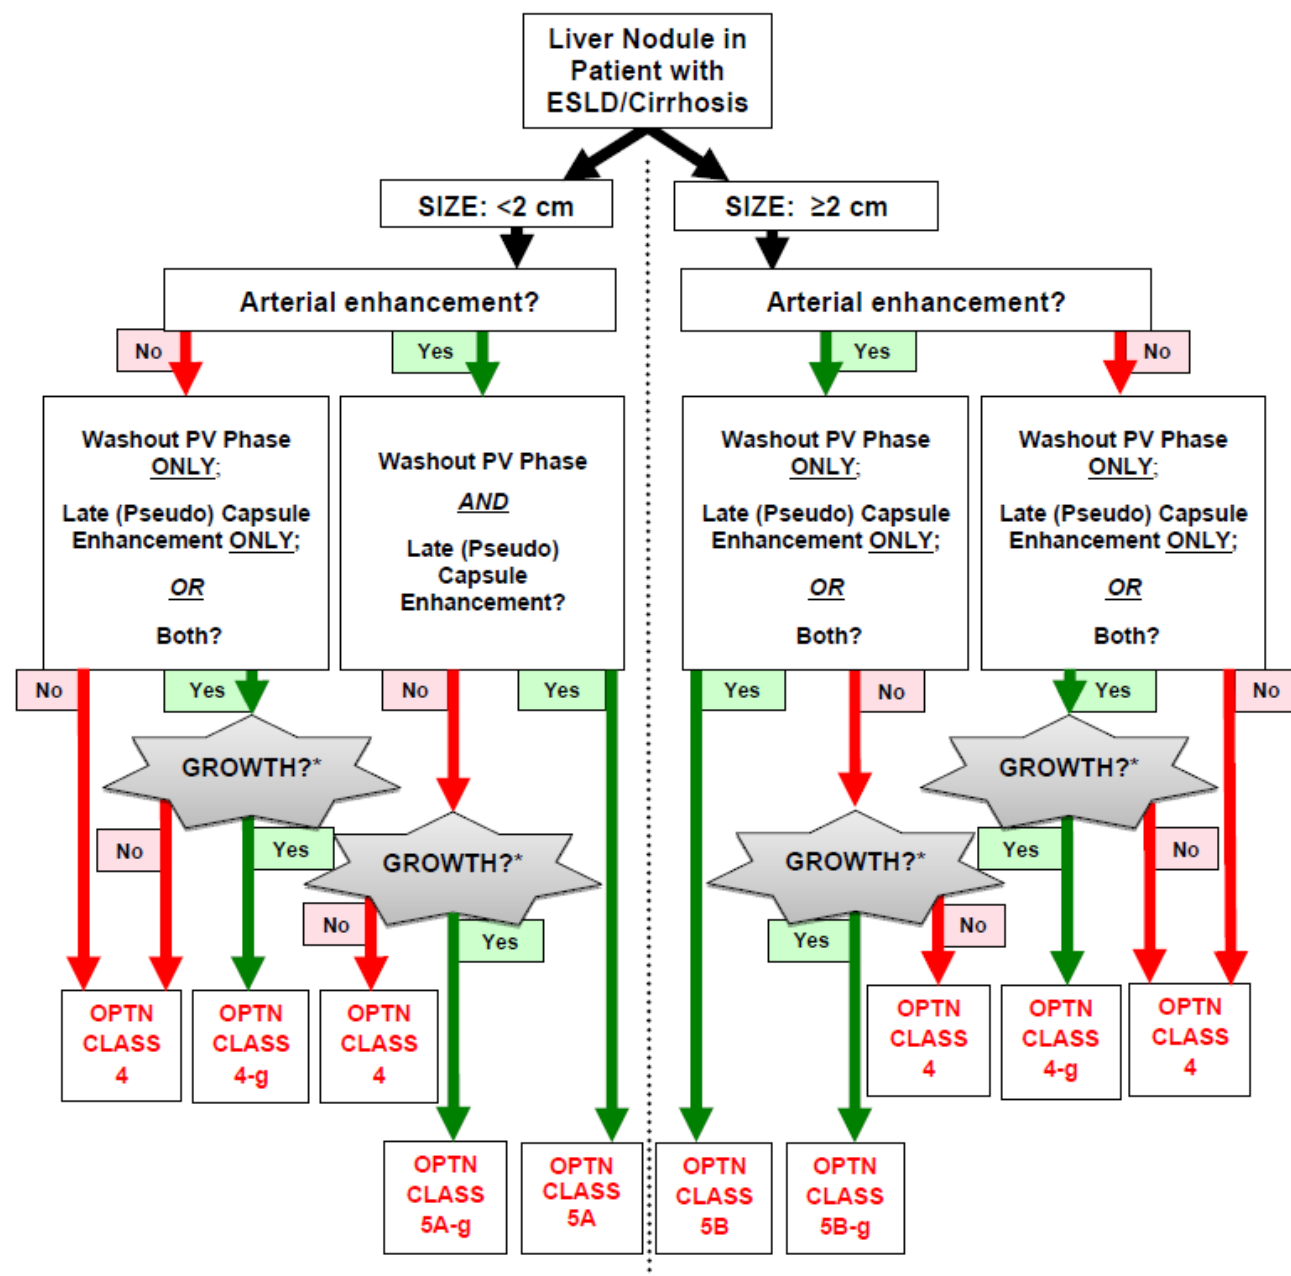 Liver Nodule in
Patient with
ESLD/Cirrhosis
SIZE: <2 cm
SIZE: ≥2 cm
Arterial enhancement?
Arterial enhancement?
No
Yes
Yes
No
Washout PV Phase
ONLY;
Late (Pseudo) Capsule
Enhancement ONLY;
OR
Both?
Washout PV Phase
AND
Late (Pseudo)
Capsule
Enhancement?
Washout PV Phase
ONLY;
Late (Pseudo) Capsule
Enhancement ONLY;
OR
Both?
Washout PV Phase
ONLY;
Late (Pseudo) Capsule
Enhancement ONLY;
OR
Both?
No
Yes
No
Yes
Yes
No
Yes
No
GROWTH?*
GROWTH?*
No
Yes
GROWTH?*
GROWTH?*
Yes
No
No
Yes
Yes
No
OPTN
CLASS
4
OPTN
CLASS
4-g
OPTN
CLASS
4
OPTN
CLASS
4
OPTN
CLASS
4-g
OPTN
CLASS
4
OPTN
CLASS
5A-g
OPTN
CLASS
5A
OPTN
CLASS
5B
OPTN
CLASS
5B-g